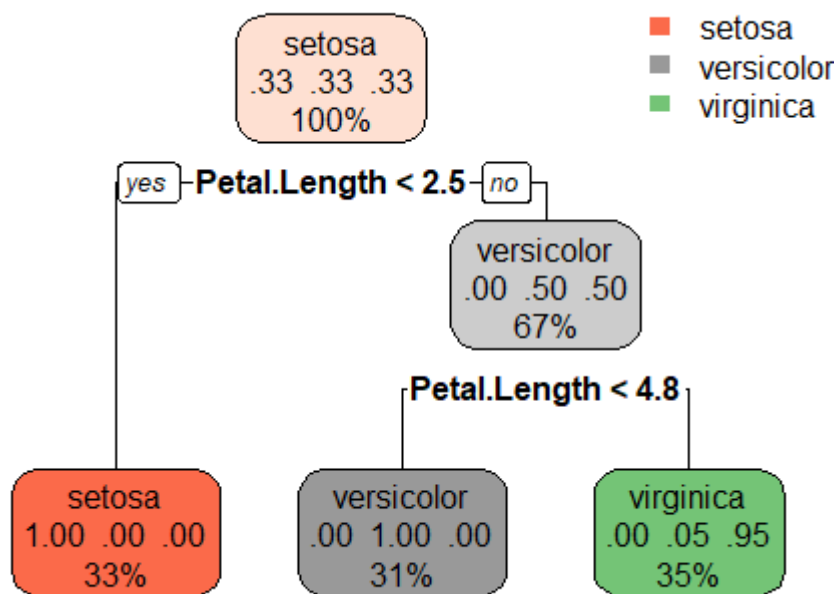 setosa
.33 .33 .33
100%
setosa
versicolor
virginica
yes Petal.Length < 2.5 no
versicolor
.00 .50 .50
67%
Petal.Length < 4.8
setosa
1.00 .00 .00
33%
versicolor
.00 1.00 .00
31%
virginica
.00 .05 .95
35%